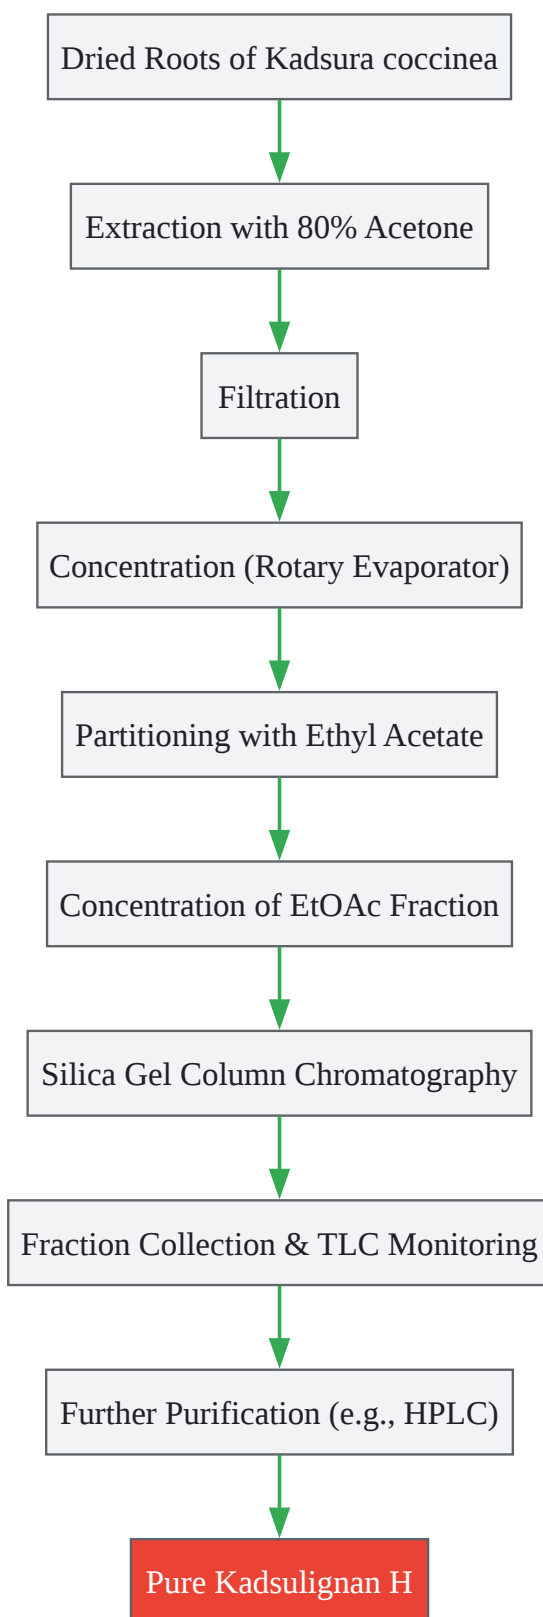 Dried Roots of Kadsura coccinea
Extraction with 80% Acetone
Filtration
Concentration (Rotary Evaporator)
Partitioning with Ethyl Acetate
Concentration of EtOAc Fraction
Silica Gel Column Chromatography
Fraction Collection & TLC Monitoring
Further Purification (e.g., HPLC)
Pure Kadsulignan H